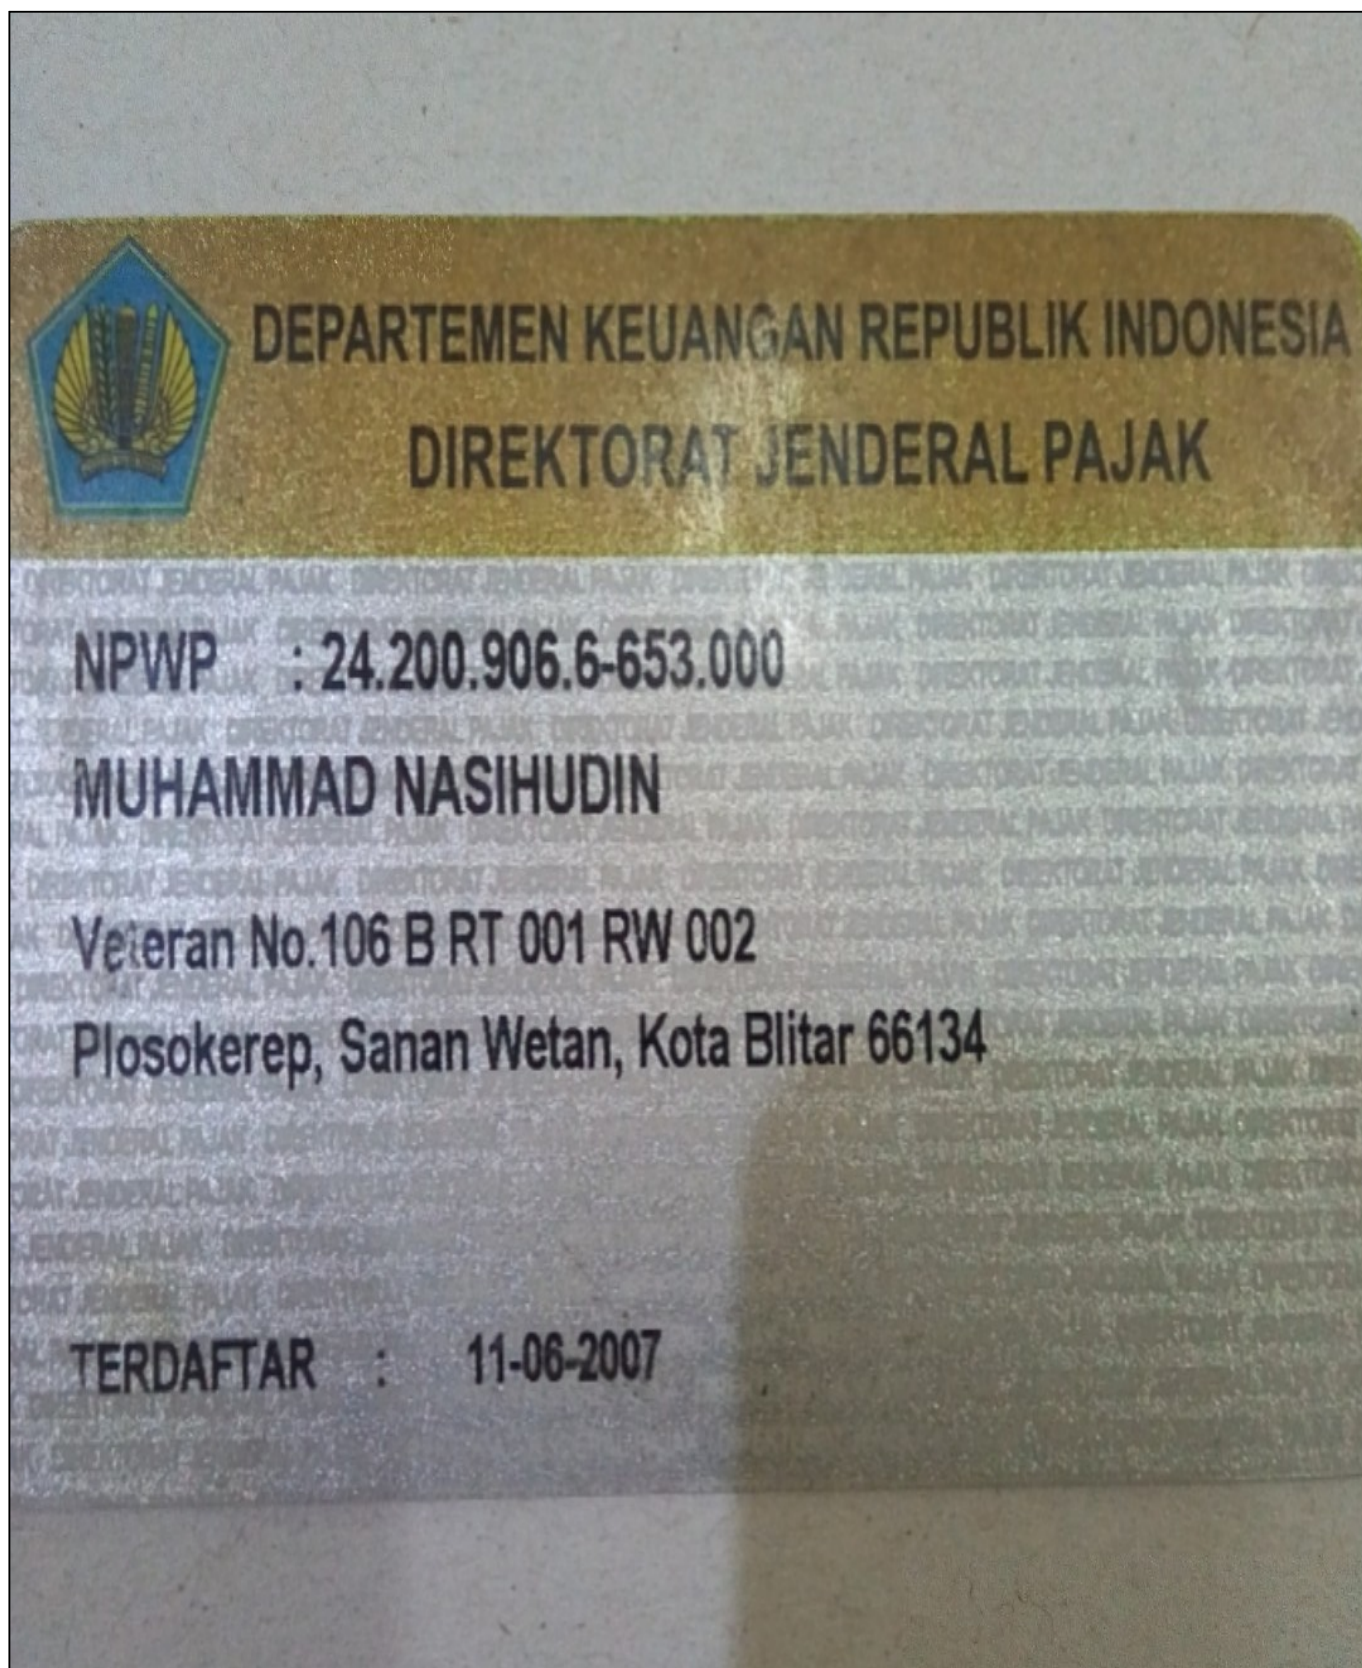 DEPARTEMEN KEUANGAN REPUBLIK INDONESIA
DIREKTORAT JENDERAL PAJAK
NPWP : 24.200.906.6-653.000
MUHAMMAD NASIHUDIN
Veteran No.106 B RT 001 RW 002
Plosokerep, Sanan Wetan, Kota Blitar 66134
TERDAFTAR : 11-06-2007